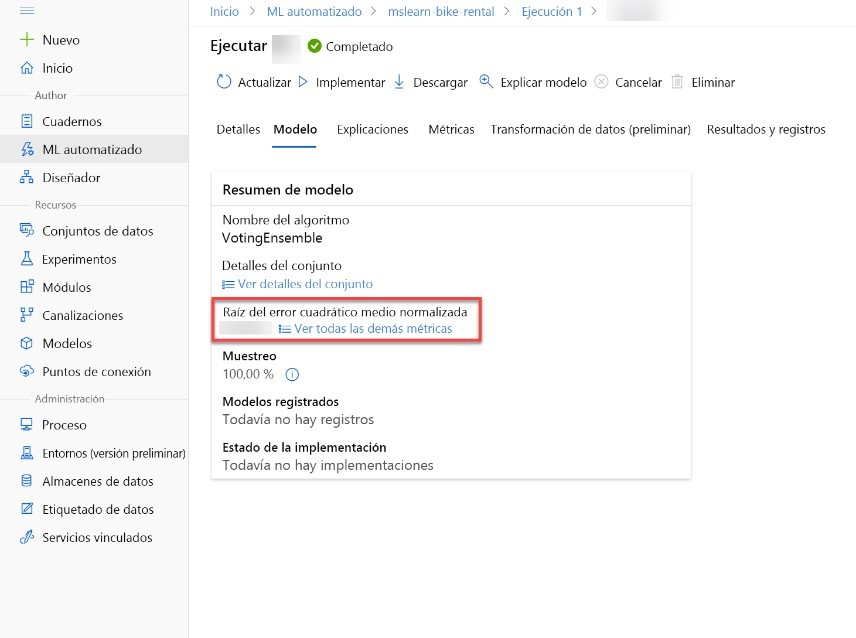 Nuevo
Inicio
Author
Cuadernos
ML automatizado
Diseñador
Recursos
Conjuntos de datos
Experimentos
Módulos
Canalizaciones
Modelos
Puntos de conexión
Administración
Proceso
Entornos (versión preliminar)
Almacenes de datos
Etiquetado de datos
Servicios vinculados
Inicio > ML automatizado > mslearn-bike-rental > Ejecución 1 >
Ejecutar Completado
Actualizar Implementar Descargar Explicar modelo Cancelar Eliminar
Detalles Modelo Explicaciones Métricas Transformación de datos (preliminar) Resultados y registros
Resumen de modelo
Nombre del algoritmo
VotingEnsemble
Detalles del conjunto
Ver detalles del conjunto
Raíz del error cuadrático medio normalizada
Ver todas las demás métricas
Muestreo
100,00 %
Modelos registrados
Todavía no hay registros
Estado de la implementación
Todavía no hay implementaciones